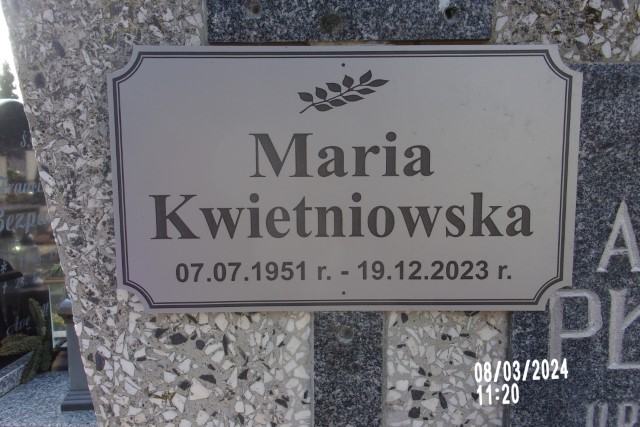 Maria
Kwietniowska
07.07.1951 r. - 19.12.2023 r.
08/03/2024
11:20